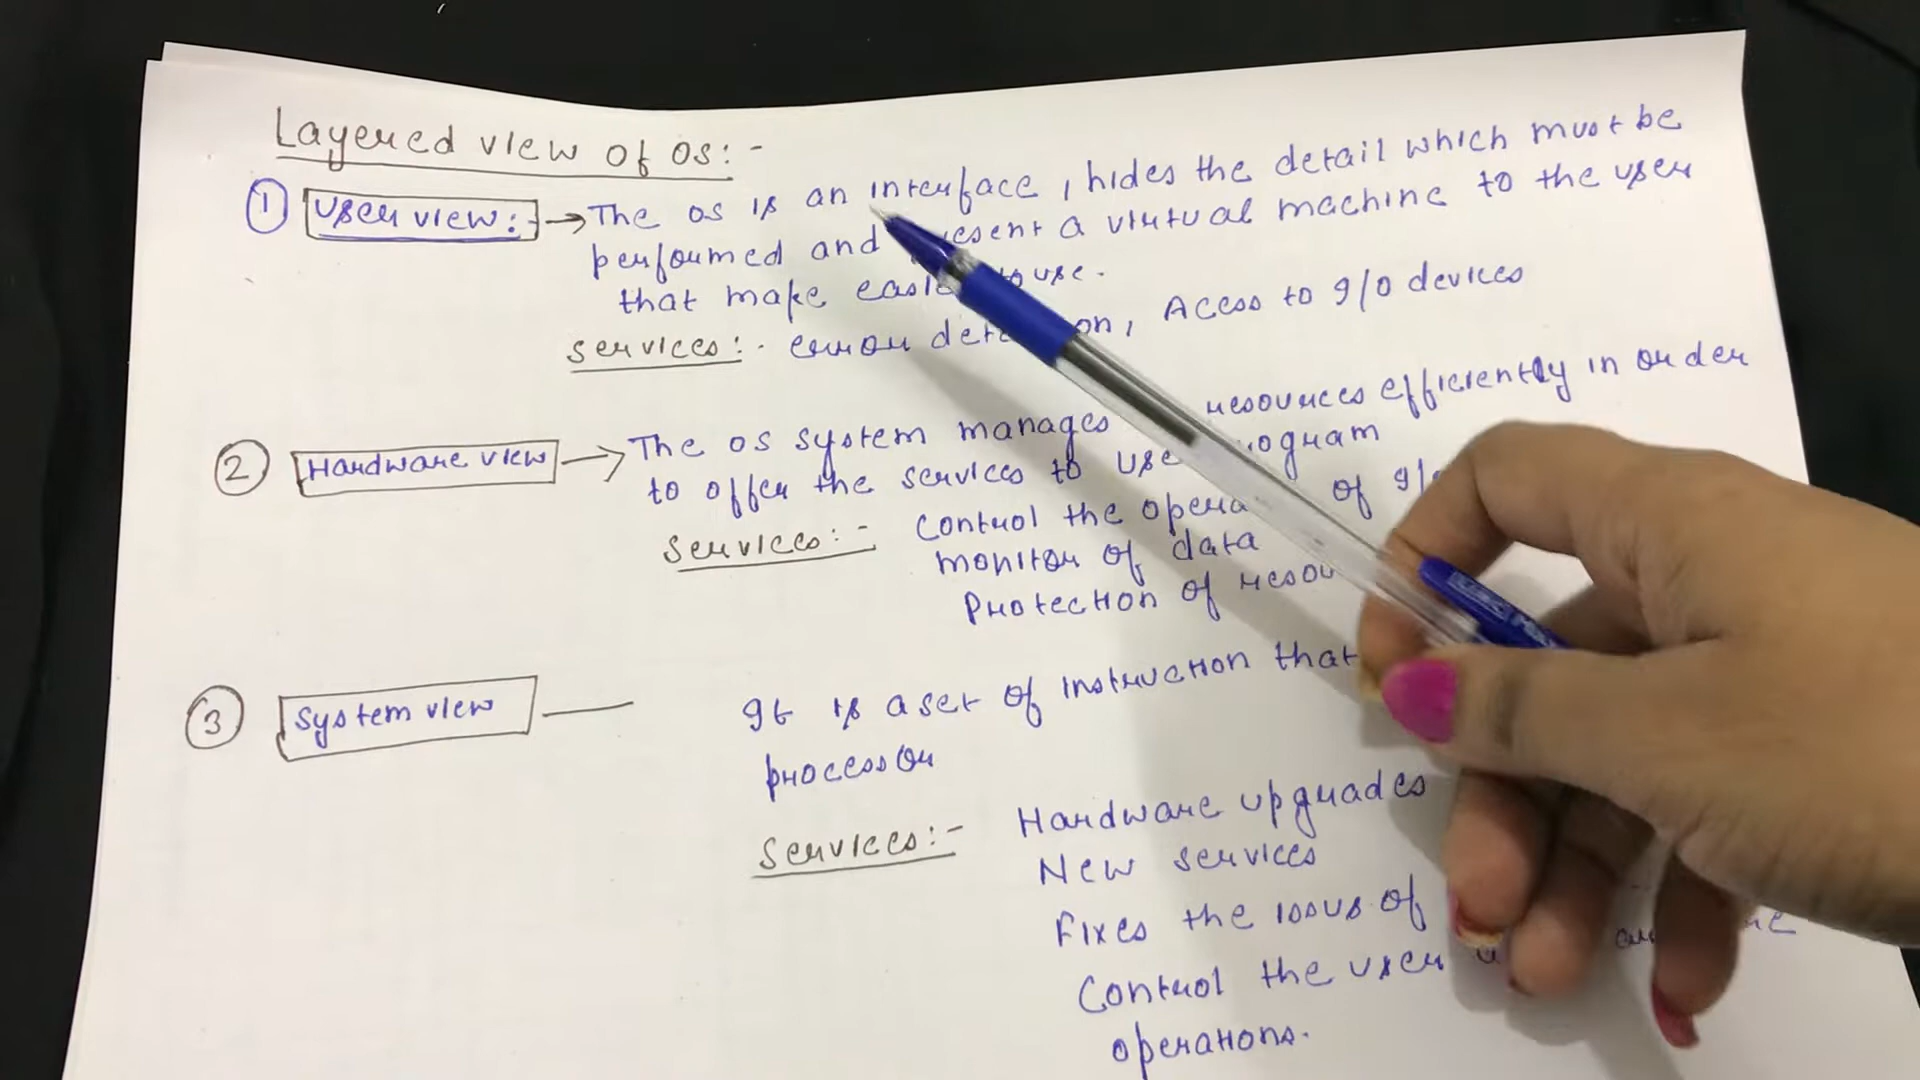 Layered view of os:-
① User view:- → The os is an interface, hides the detail which must be
performed and present a virtual machine to the user
that make easier to use.
Services:- error detection, Acess to I/O devices
② Hardware view → The os system manages resources efficiently in order
to offer the services to user program
Services:- Control the opera of I/
monitor of data
Protection of resou
③ System view — It is a set of instruction that
processor
Services:- Hardware upgrades
New services
Fixes the issus of
Control the user
operations.